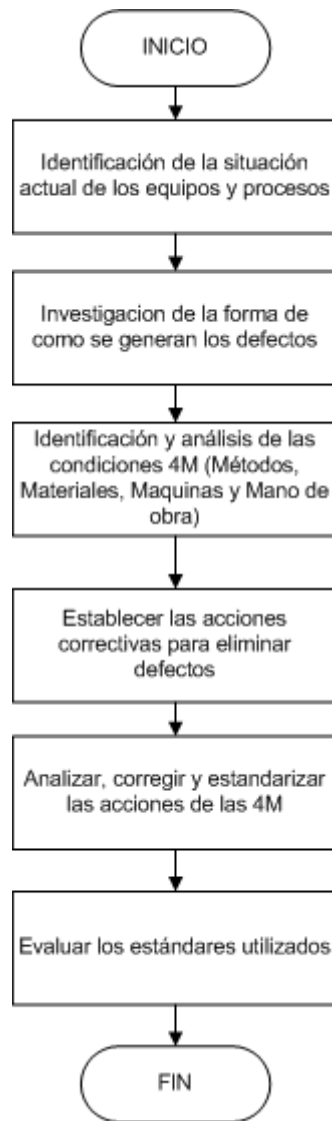 INICIO
Identificación de la situación
actual de los equipos y procesos
Investigacion de la forma de
como se generan los defectos
Identificación y análisis de las
condiciones 4M (Métodos,
Materiales, Maquinas y Mano de
obra)
Establecer las acciones
correctivas para eliminar
defectos
Analizar, corregir y estandarizar
las acciones de las 4M
Evaluar los estándares utilizados
FIN